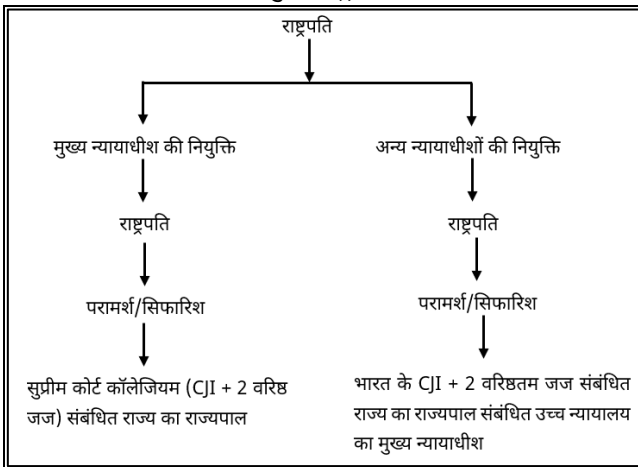 राष्ट्रपति
मुख्य न्यायाधीश की नियुक्ति
अन्य न्यायाधीशों की नियुक्ति
राष्ट्रपति
राष्ट्रपति
परामर्श/सिफारिश
परामर्श/सिफारिश
सुप्रीम कोर्ट कॉलेजियम (CJI + 2 वरिष्ठ
जज) संबंधित राज्य का राज्यपाल
भारत के CJI + 2 वरिष्ठतम जज संबंधित
राज्य का राज्यपाल संबंधित उच्च न्यायालय
का मुख्य न्यायाधीश